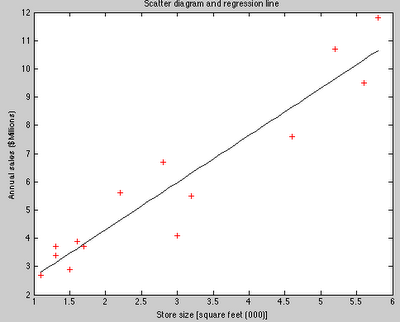 Scatter diagram and regression line
12
11
10
9
8
7
6
5
4
3
2
Annual sales ($Millions)
1 1.5 2 2.5 3 3.5 4 4.5 5 5.5 6
Store size [square feet (000)]